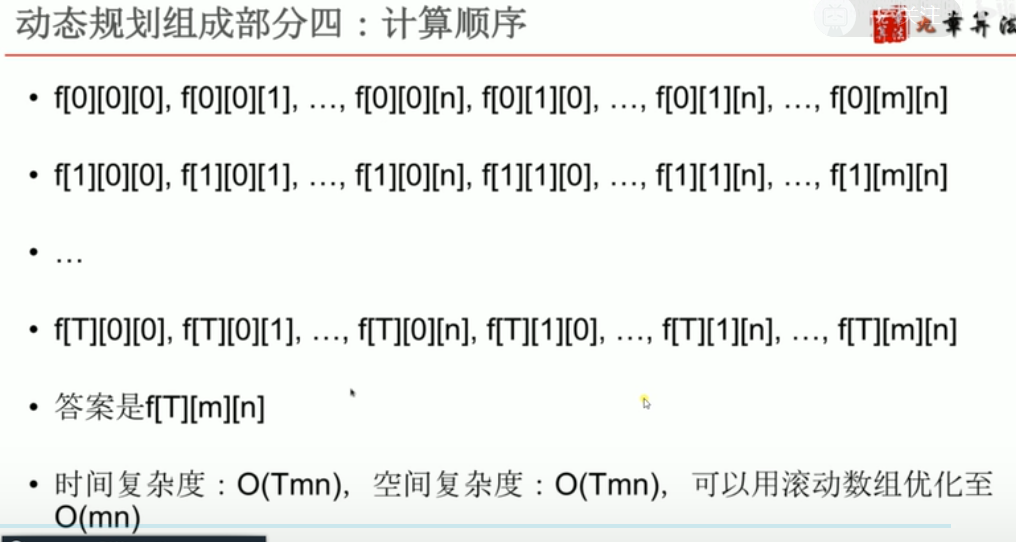 动态规划组成部分四：计算顺序
九章算法
• f[0][0][0], f[0][0][1], …, f[0][0][n], f[0][1][0], …, f[0][1][n], …, f[0][m][n]
• f[1][0][0], f[1][0][1], …, f[1][0][n], f[1][1][0], …, f[1][1][n], …, f[1][m][n]
• …
• f[T][0][0], f[T][0][1], …, f[T][0][n], f[T][1][0], …, f[T][1][n], …, f[T][m][n]
• 答案是f[T][m][n]
• 时间复杂度：O(Tmn)，空间复杂度：O(Tmn)，可以用滚动数组优化至
O(mn)